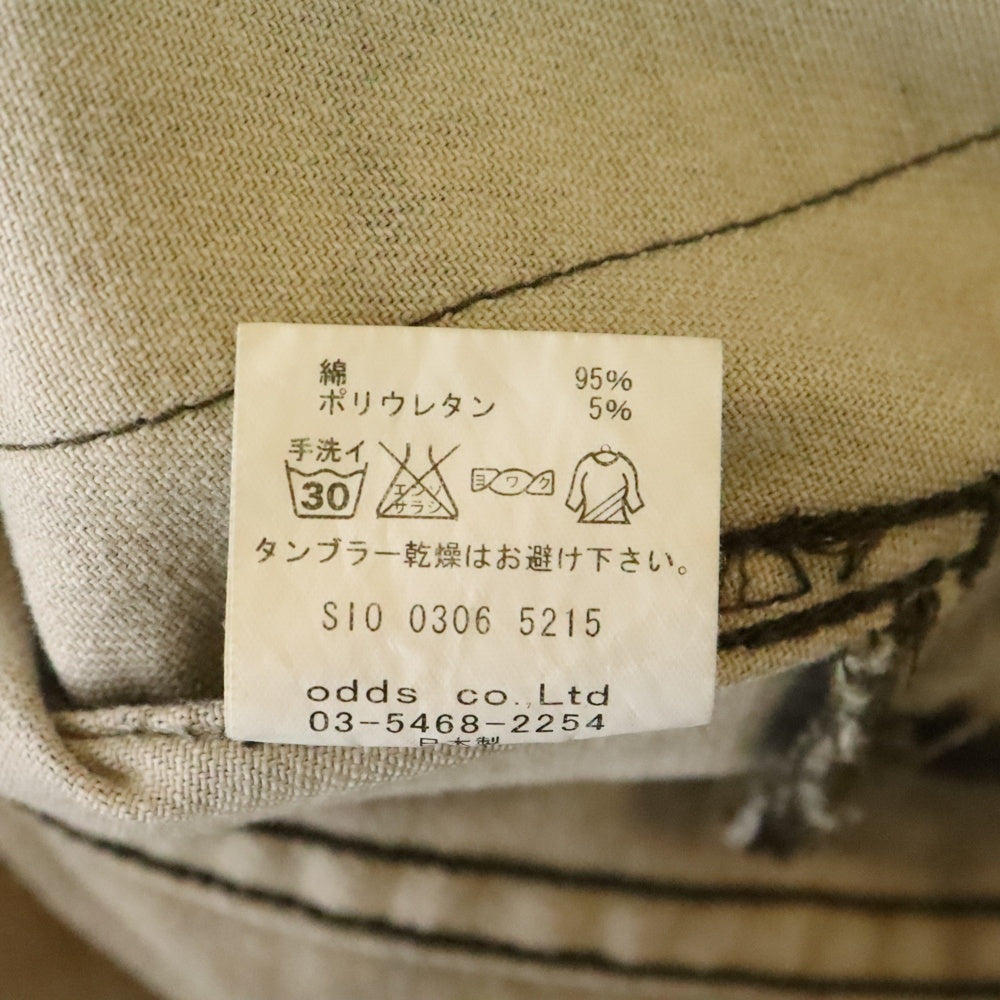 綿 95%
ポリウレタン 5%
手洗イ
30 エンソサラシ ヨワク
タンブラー乾燥はお避け下さい。
SIO 0306 5215
odds co.,Ltd
03-5468-2254
日本製